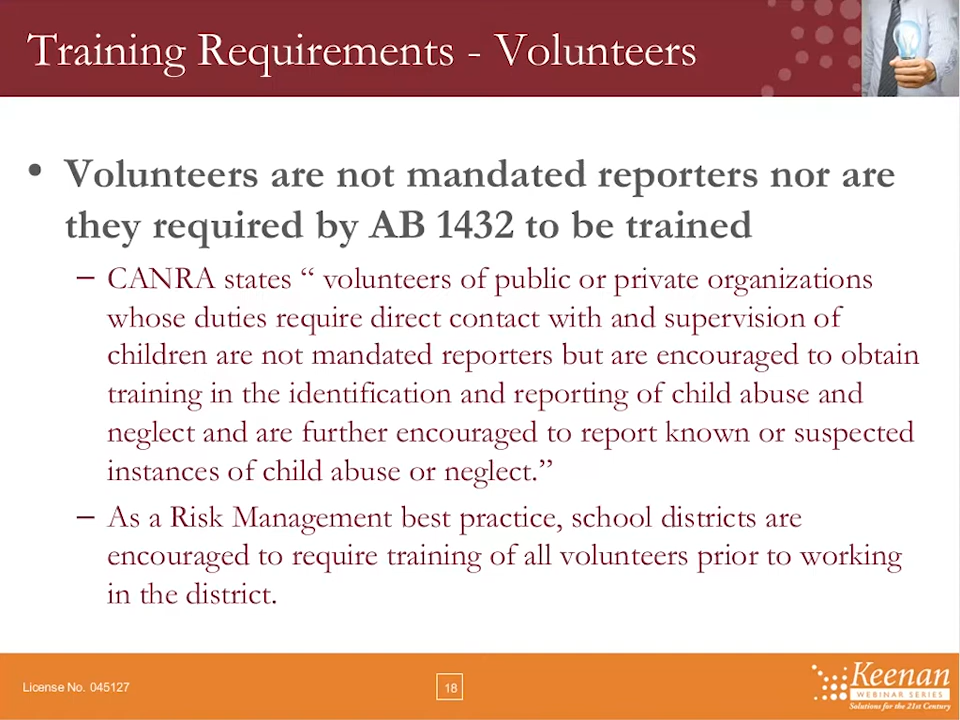 Training Requirements - Volunteers
• Volunteers are not mandated reporters nor are
they required by AB 1432 to be trained
– CANRA states “ volunteers of public or private organizations
whose duties require direct contact with and supervision of
children are not mandated reporters but are encouraged to obtain
training in the identification and reporting of child abuse and
neglect and are further encouraged to report known or suspected
instances of child abuse or neglect.”
– As a Risk Management best practice, school districts are
encouraged to require training of all volunteers prior to working
in the district.
License No. 045127
18
Keenan
WEBINAR SERIES
Solutions for the 21st Century